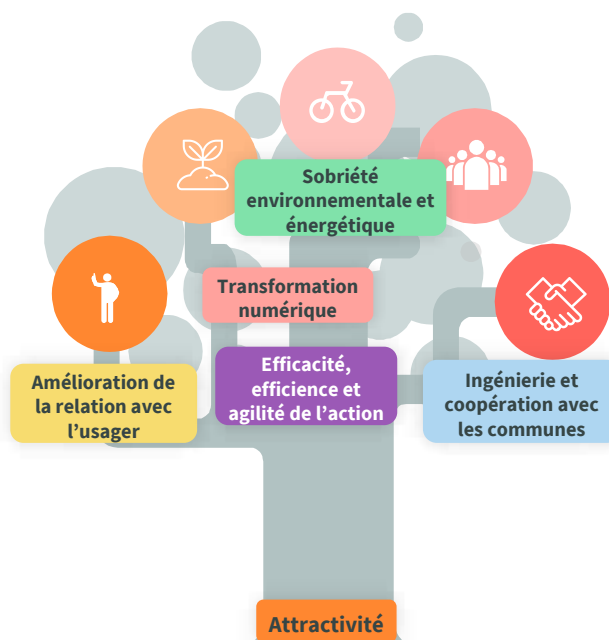 Sobriété
environnementale et
énergétique
Transformation
numérique
Efficacité,
efficience et
agilité de l’action
Amélioration de
la relation avec
l’usager
Ingénierie et
coopération avec
les communes
Attractivité